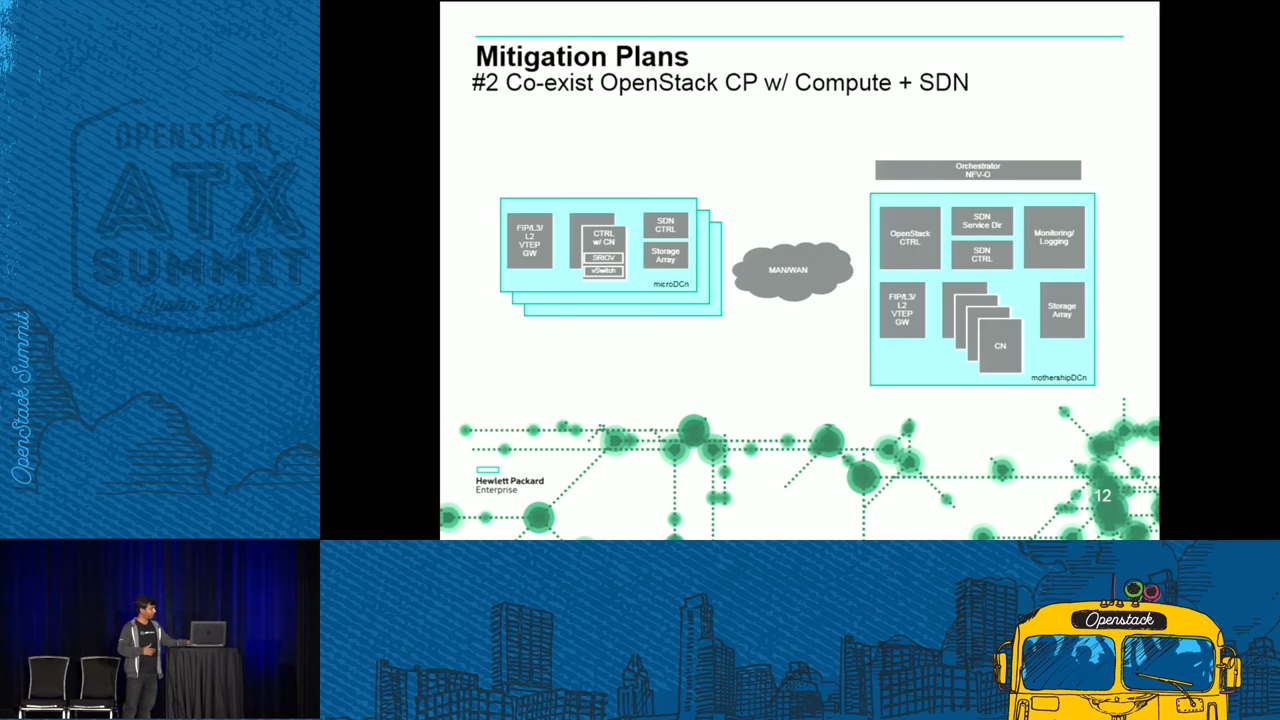 OPENSTACK
ATX
SUMMIT
OpenStack Summit
Mitigation Plans
#2 Co-exist OpenStack CP w/ Compute + SDN
FIP/L3/
L2
VTEP
GW
CTRL
w/ CN
SRIOV
vSwitch
SDN
CTRL
Storage
Array
microDCn
MAN/WAN
Orchestrator
NFV-O
OpenStack
CTRL
SDN
Service Dir
SDN
CTRL
Monitoring/
Logging
FIP/L3/
L2
VTEP
GW
CN
Storage
Array
mothershipDCn
Hewlett Packard
Enterprise
12
Openstack